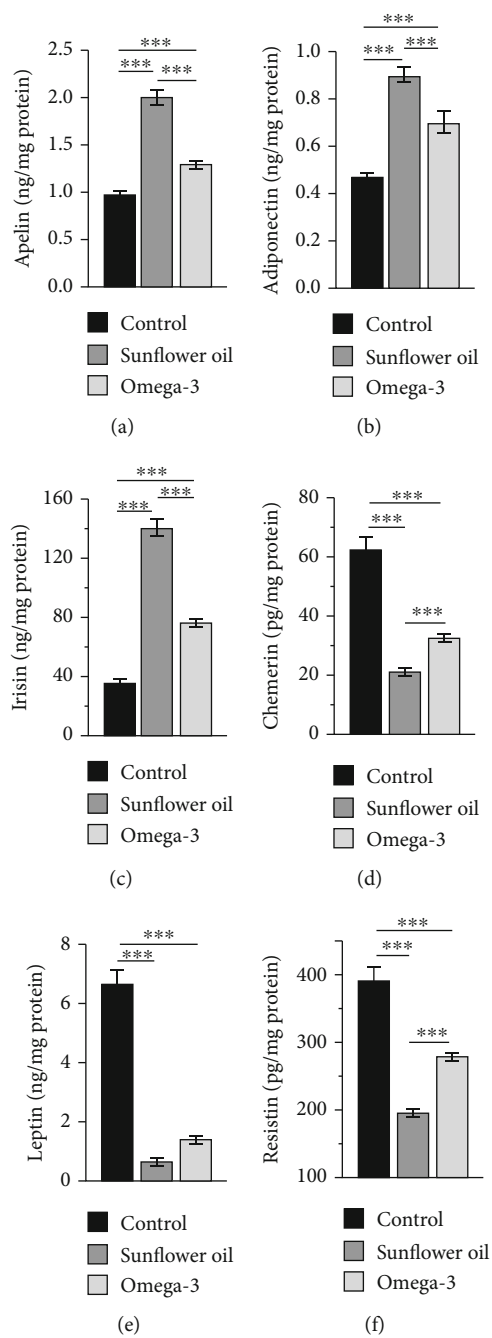 ***
*** ***
Apelin (ng/mg protein)
2.5
2.0
1.5
1.0
0.5
0.0
Control
Sunflower oil
Omega-3
(a)
***
*** ***
Adiponectin (ng/mg protein)
1.0
0.8
0.6
0.4
0.2
0.0
Control
Sunflower oil
Omega-3
(b)
***
*** ***
Irisin (ng/mg protein)
160
120
80
40
0
Control
Sunflower oil
Omega-3
(c)
***
***
***
Chemerin (pg/mg protein)
80
60
40
20
0
Control
Sunflower oil
Omega-3
(d)
***
***
Leptin (ng/mg protein)
8
6
4
2
0
Control
Sunflower oil
Omega-3
(e)
***
***
***
Resistin (pg/mg protein)
400
300
200
100
Control
Sunflower oil
Omega-3
(f)